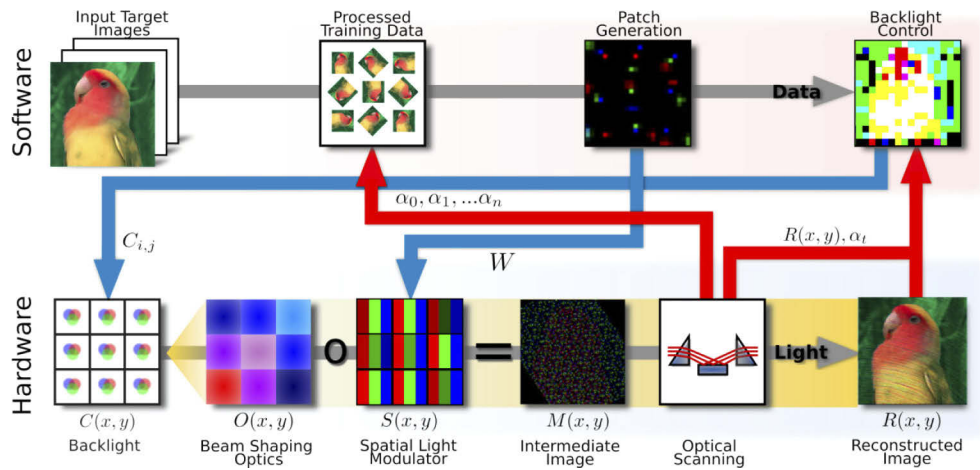 Input Target
Images
Processed
Training Data
Patch
Generation
Backlight
Control
Software
Data
α₀, α₁, ...αₙ
R(x, y), αₜ
Cᵢ,ⱼ
W
Hardware
O
=
Light
C(x, y)
O(x, y)
S(x, y)
M(x, y)
R(x, y)
Backlight
Beam Shaping
Optics
Spatial Light
Modulator
Intermediate
Image
Optical
Scanning
Reconstructed
Image